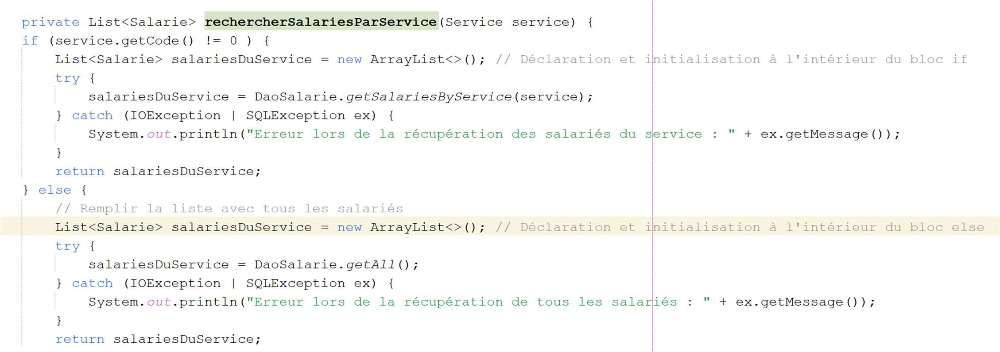 private List<Salarie> rechercherSalariesParService(Service service) {
if (service.getCode() != 0 ) {
List<Salarie> salariesDuService = new ArrayList<>(); // Déclaration et initialisation à l'intérieur du bloc if
try {
salariesDuService = DaoSalarie.getSalariesByService(service);
} catch (IOException | SQLException ex) {
System.out.println("Erreur lors de la récupération des salariés du service : " + ex.getMessage());
}
return salariesDuService;
} else {
// Remplir la liste avec tous les salariés
List<Salarie> salariesDuService = new ArrayList<>(); // Déclaration et initialisation à l'intérieur du bloc else
try {
salariesDuService = DaoSalarie.getAll();
} catch (IOException | SQLException ex) {
System.out.println("Erreur lors de la récupération de tous les salariés : " + ex.getMessage());
}
return salariesDuService;